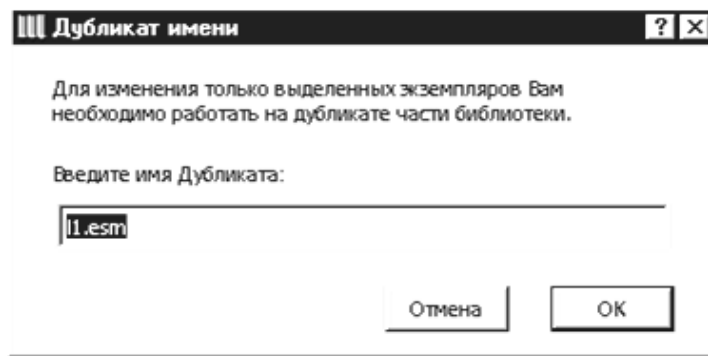 Дубликат имени
Для изменения только выделенных экземпляров Вам
необходимо работать на дубликате части библиотеки.
Введите имя Дубликата:
l1.esm
Отмена
OK